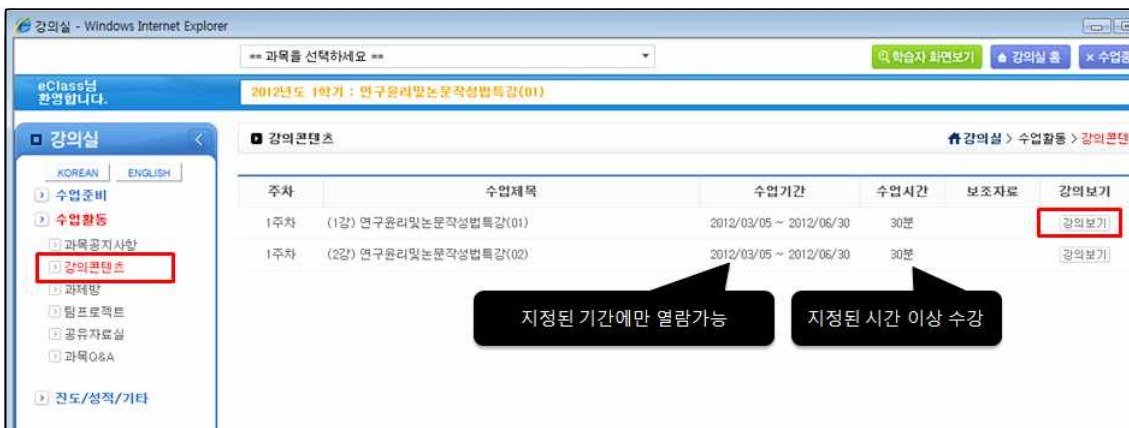 강의실 - Windows Internet Explorer
== 과목을 선택하세요 ==
학습자 화면보기
강의실 홈
× 수업종
eClass님
환영합니다.
2012년도 1학기 : 연구윤리및논문작성법특강(01)
강의실
강의콘텐츠
강의실 > 수업활동 > 강의콘텐
KOREAN ENGLISH
수업준비
수업활동
과목공지사항
강의콘텐츠
과제방
팀프로젝트
공유자료실
과목Q&A
진도/성적/기타
주차 수업제목 수업기간 수업시간 보조자료 강의보기
1주차 (1강) 연구윤리및논문작성법특강(01) 2012/03/05 ~ 2012/06/30 30분 강의보기
1주차 (2강) 연구윤리및논문작성법특강(02) 2012/03/05 ~ 2012/06/30 30분 강의보기
지정된 기간에만 열람가능
지정된 시간 이상 수강